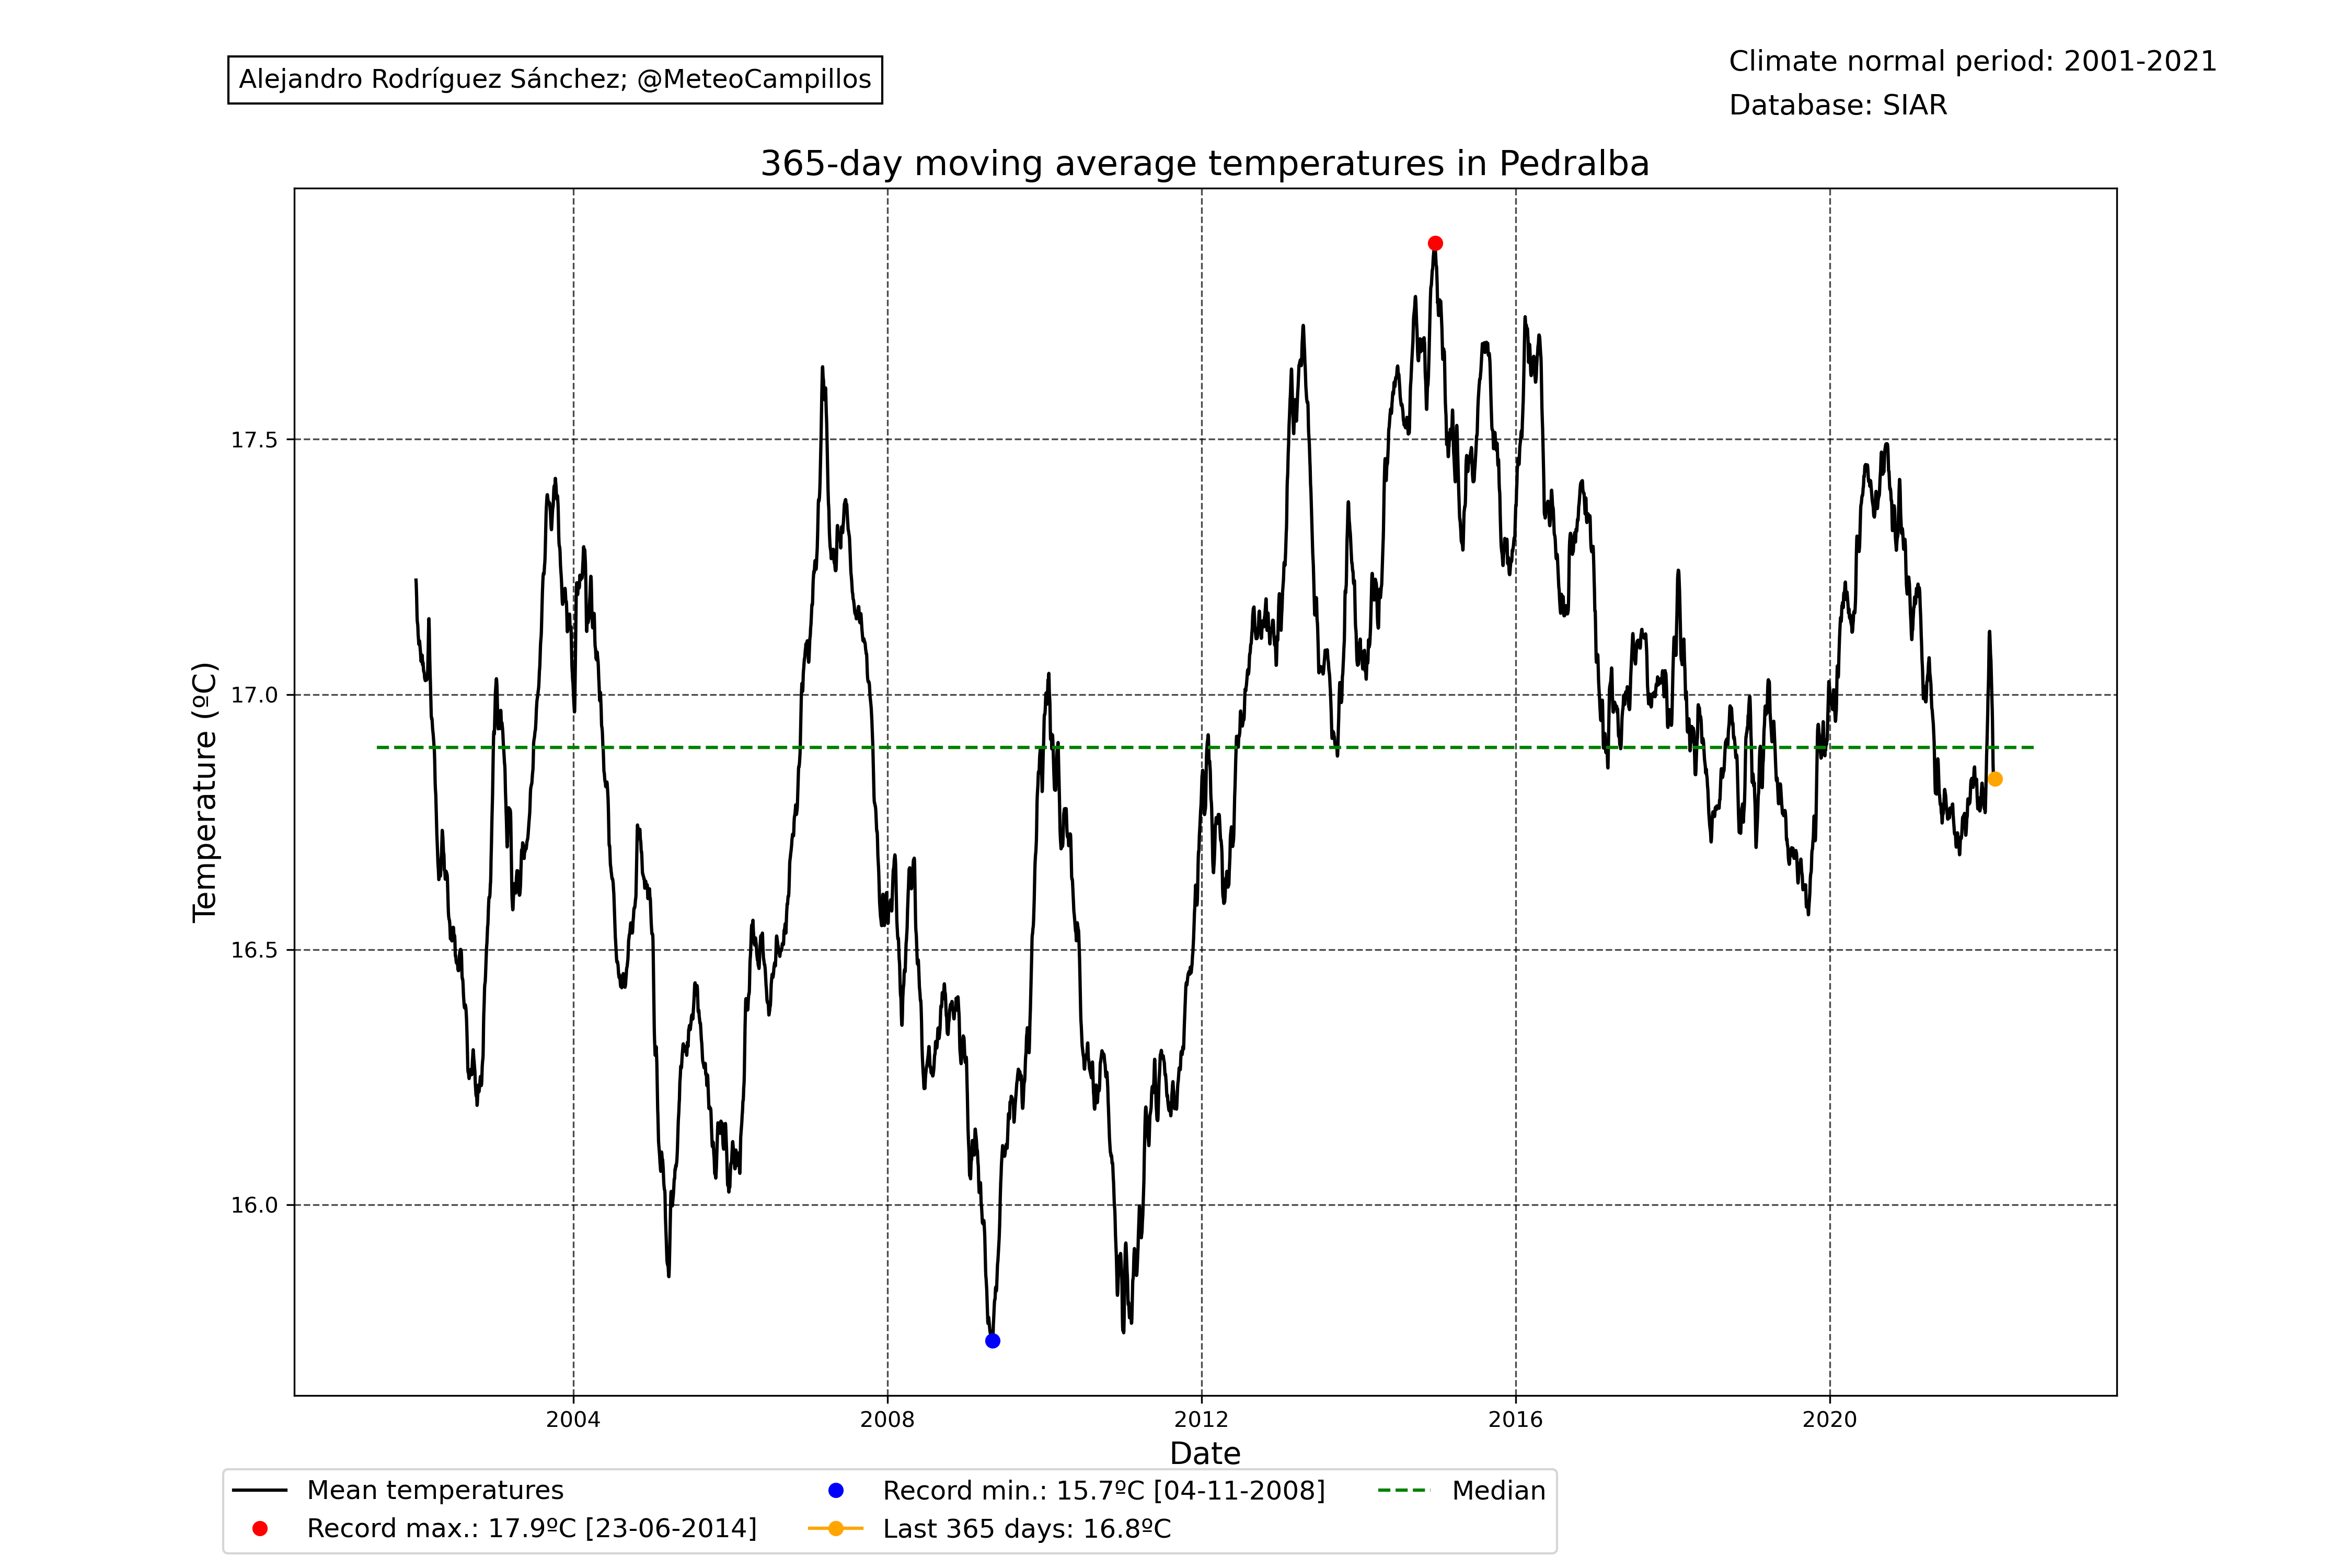 Alejandro Rodríguez Sánchez; @MeteoCampillos
Climate normal period: 2001-2021
Database: SIAR
365-day moving average temperatures in Pedralba
Temperature (ºC)
17.5
17.0
16.5
16.0
2004
2008
2012
2016
2020
Date
Mean temperatures
Record max.: 17.9ºC [23-06-2014]
Record min.: 15.7ºC [04-11-2008]
Last 365 days: 16.8ºC
Median